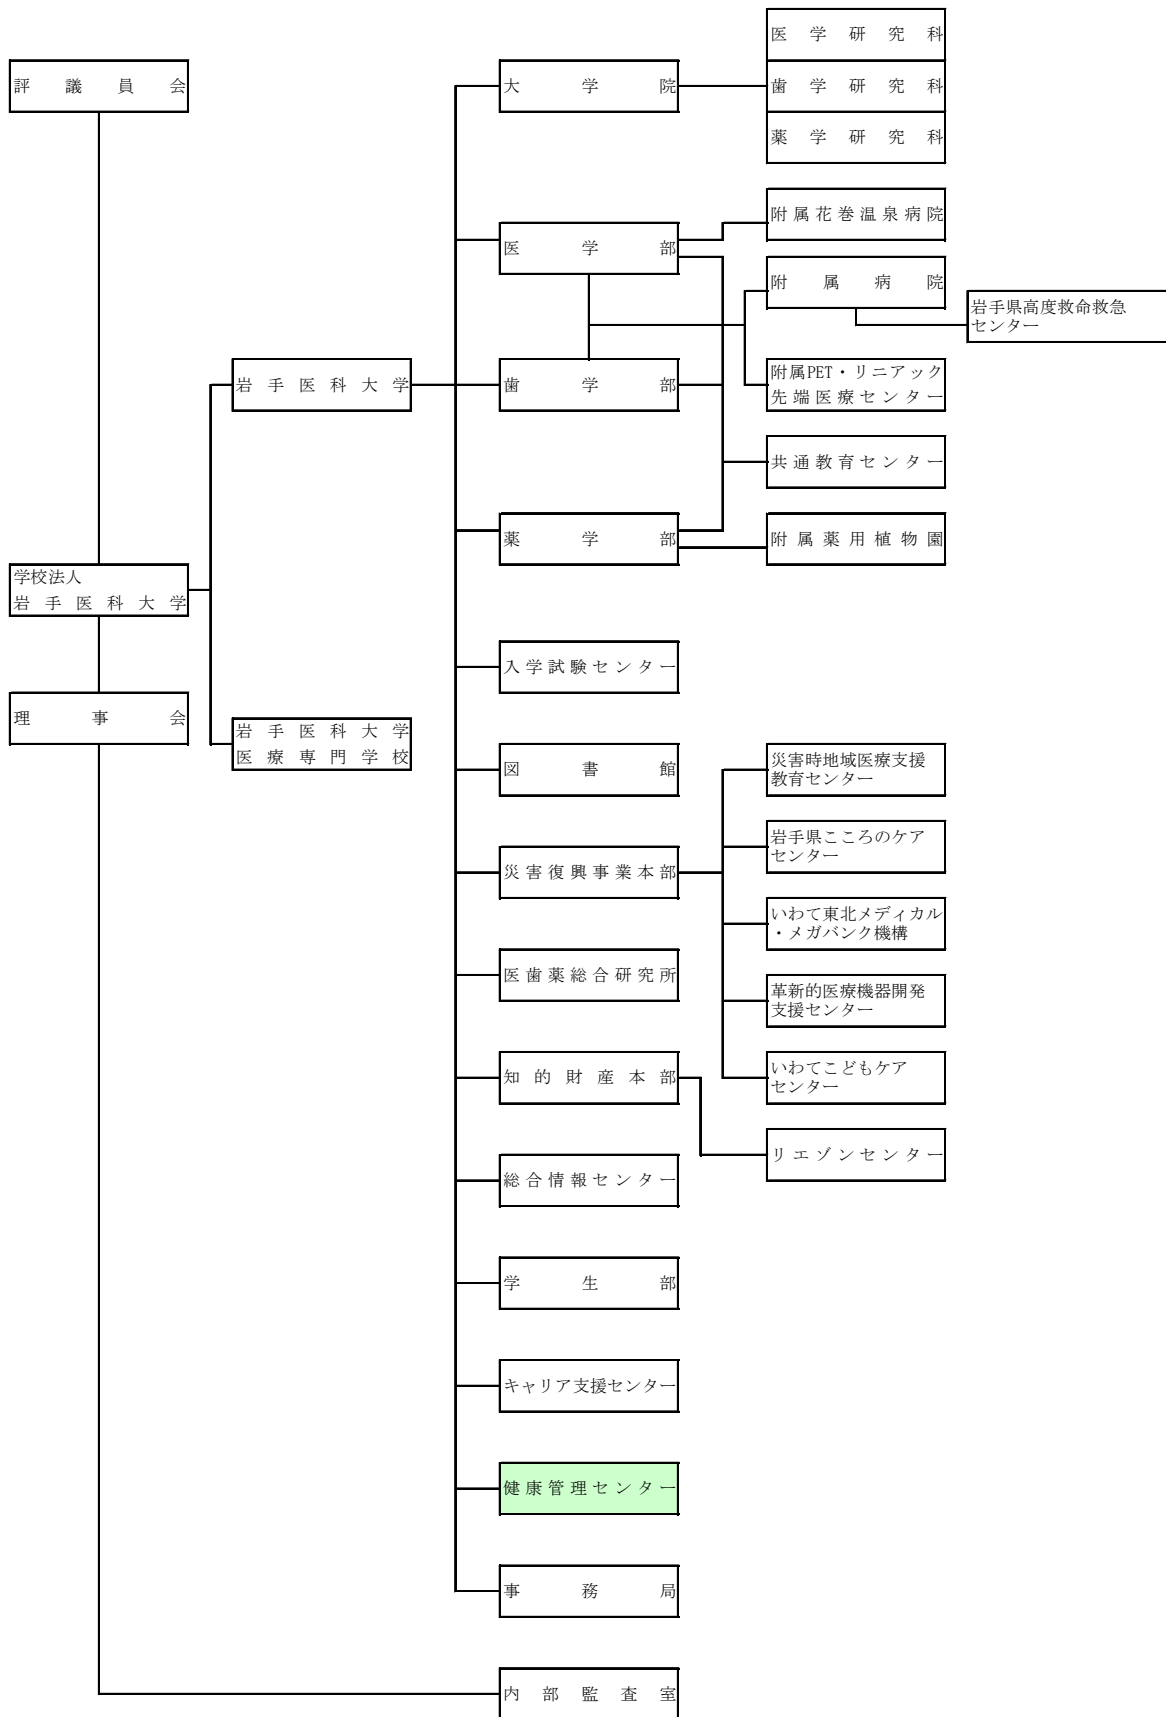 評議員会
学校法人
岩手医科大学
理事会
岩手医科大学
岩手医科大学
医療専門学校
大学院
医学研究科
歯学研究科
薬学研究科
医学部
附属花巻温泉病院
附属病院
岩手県高度救命救急
センター
歯学部
附属PET・リニアック
先端医療センター
共通教育センター
薬学部
附属薬用植物園
入学試験センター
図書館
災害復興事業本部
災害時地域医療支援
教育センター
岩手県こころのケア
センター
いわて東北メディカル
・メガバンク機構
革新的医療機器開発
支援センター
いわてこどもケア
センター
医歯薬総合研究所
知的財産本部
リエゾンセンター
総合情報センター
学生部
キャリア支援センター
健康管理センター
事務局
内部監査室